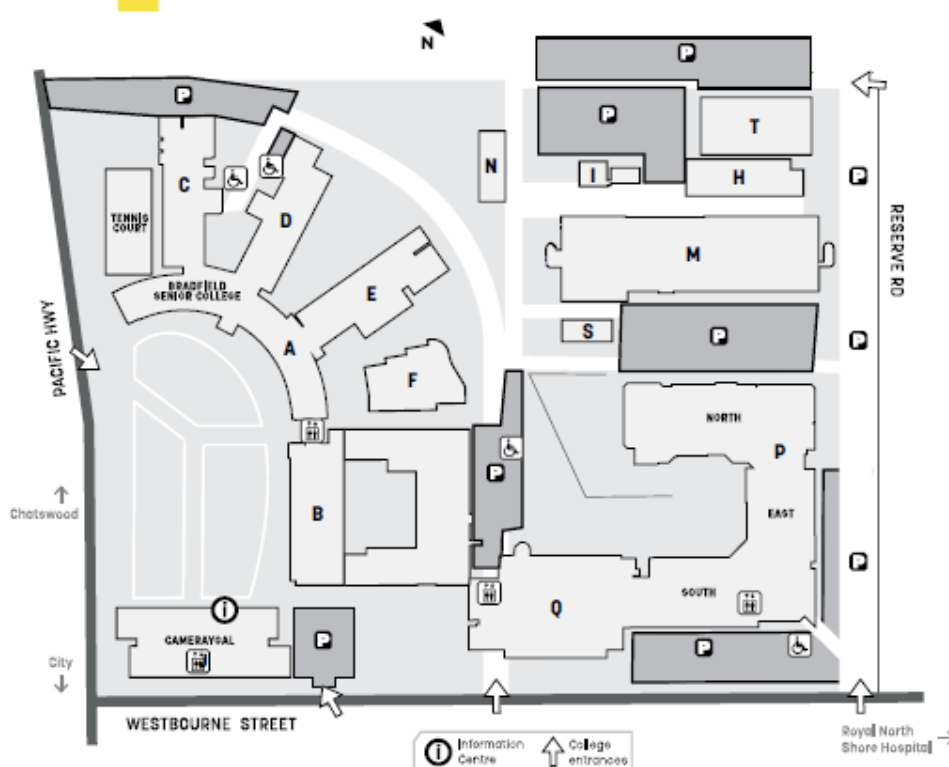 N
P
P
P
T
C
N
I
H
P
D
TENNIS
COURT
RESERVE RD
M
BRADFIELD
SENIOR COLLEGE
E
PACIFIC HWY
A
S
P
P
F
NORTH
P
P
Chatswood
B
EAST
P
Q
SOUTH
i
CAMERAYGAL
P
P
City
WESTBOURNE STREET
i Information
Centre
College
entrances
Royal North
Shore Hospital